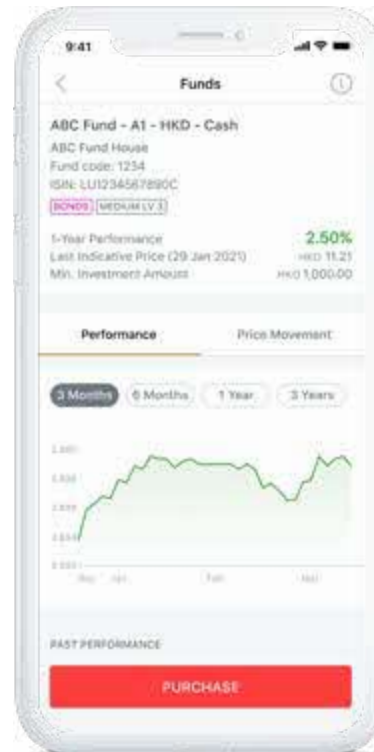 9:41
Funds
ABC Fund - A1 - HKD - Cash
ABC Fund House
Fund code: 1234
ISIN: LU1234567890C
BONDS MEDIUM LV 3
1-Year Performance 2.50%
Last Indicative Price (29 Jan 2021) HKD 11.21
Min. Investment Amount HKD 1,000.00
Performance Price Movement
3 Months 6 Months 1 Year 3 Years
Feb
PAST PERFORMANCE
PURCHASE